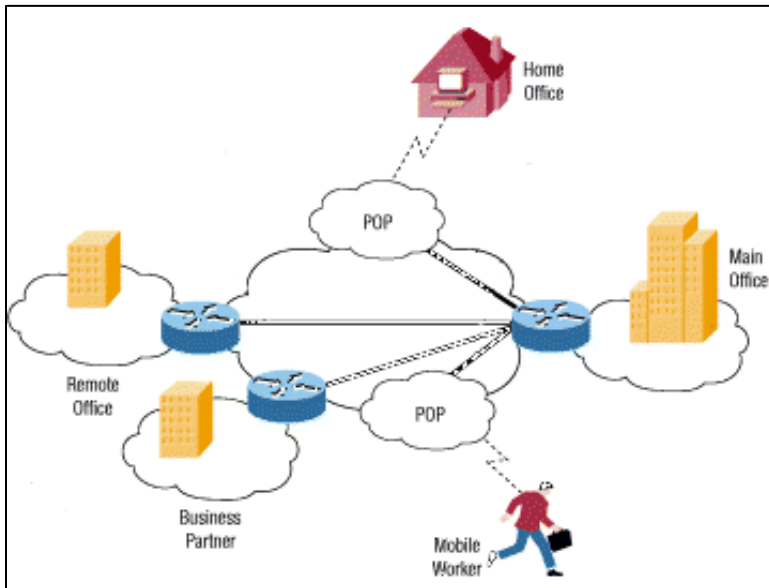 Home
Office
POP
Main
Office
Remote
Office
POP
Business
Partner
Mobile
Worker